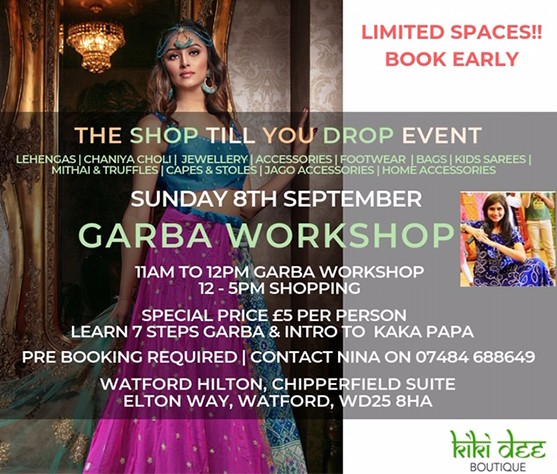 LIMITED SPACES!!
BOOK EARLY
THE SHOP TILL YOU DROP EVENT
LEHENGAS | CHANIYA CHOLI | JEWELLERY | ACCESSORIES | FOOTWEAR | BAGS | KIDS SAREES |
MITHAI & TRUFFLES | CAPES & STOLES | JAGO ACCESSORIES | HOME ACCESSORIES
SUNDAY 8TH SEPTEMBER
GARBA WORKSHOP
11AM TO 12PM GARBA WORKSHOP
12 - 5PM SHOPPING
SPECIAL PRICE £5 PER PERSON
LEARN 7 STEPS GARBA & INTRO TO KAKA PAPA
PRE BOOKING REQUIRED | CONTACT NINA ON 07484 688649
WATFORD HILTON, CHIPPERFIELD SUITE
ELTON WAY, WATFORD, WD25 8HA
kiki dee
BOUTIQUE